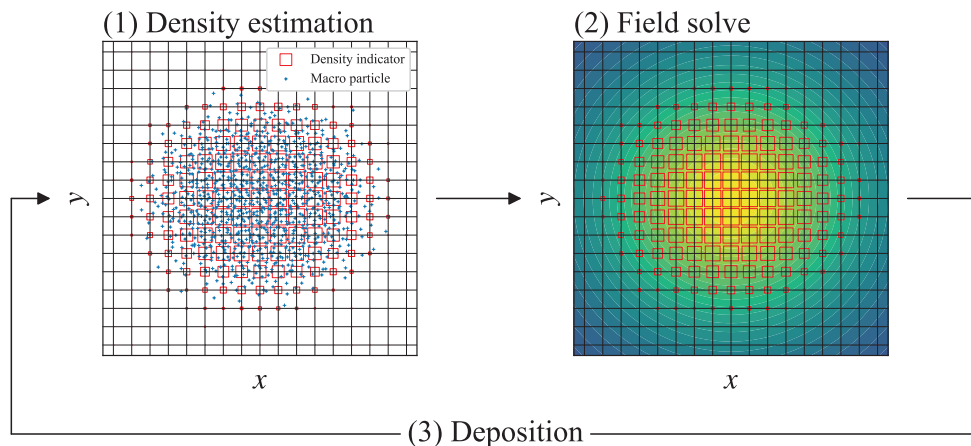 (1) Density estimation
(2) Field solve
Density indicator
Macro particle
y
y
x
x
(3) Deposition